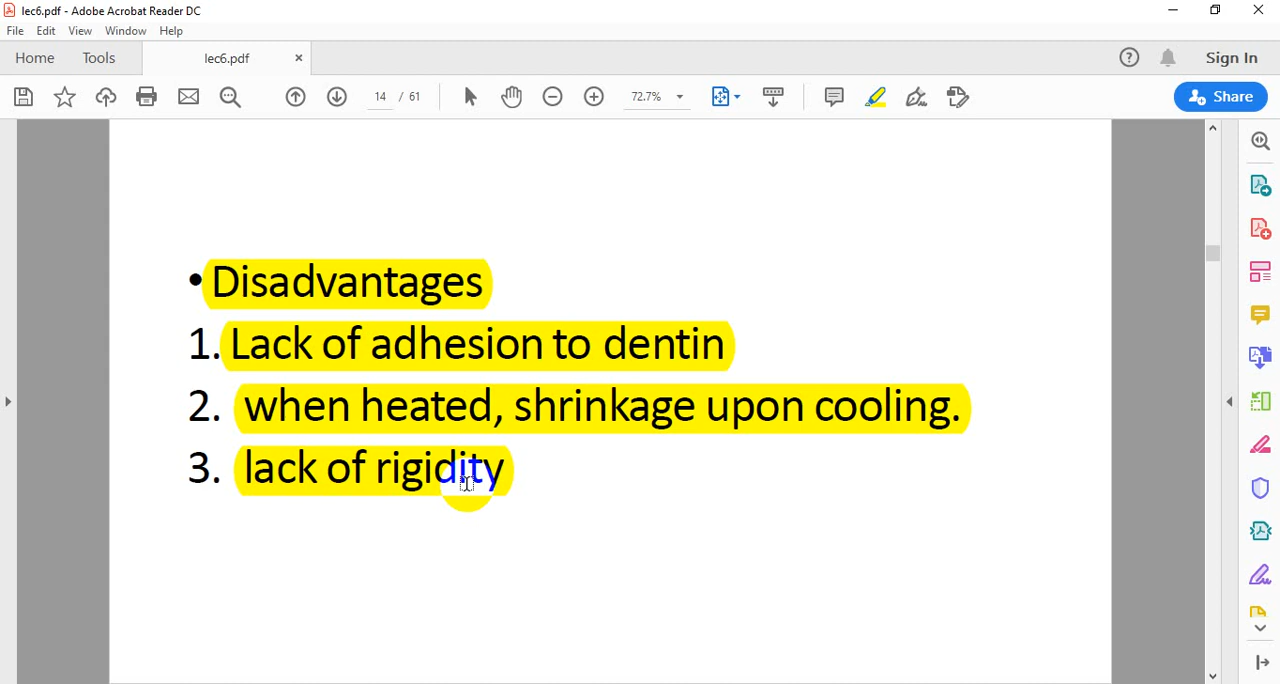 lec6.pdf - Adobe Acrobat Reader DC
File Edit View Window Help
Home Tools lec6.pdf Sign In
14 / 61 72.7% Share
• Disadvantages
1. Lack of adhesion to dentin
2. when heated, shrinkage upon cooling.
3. lack of rigidity